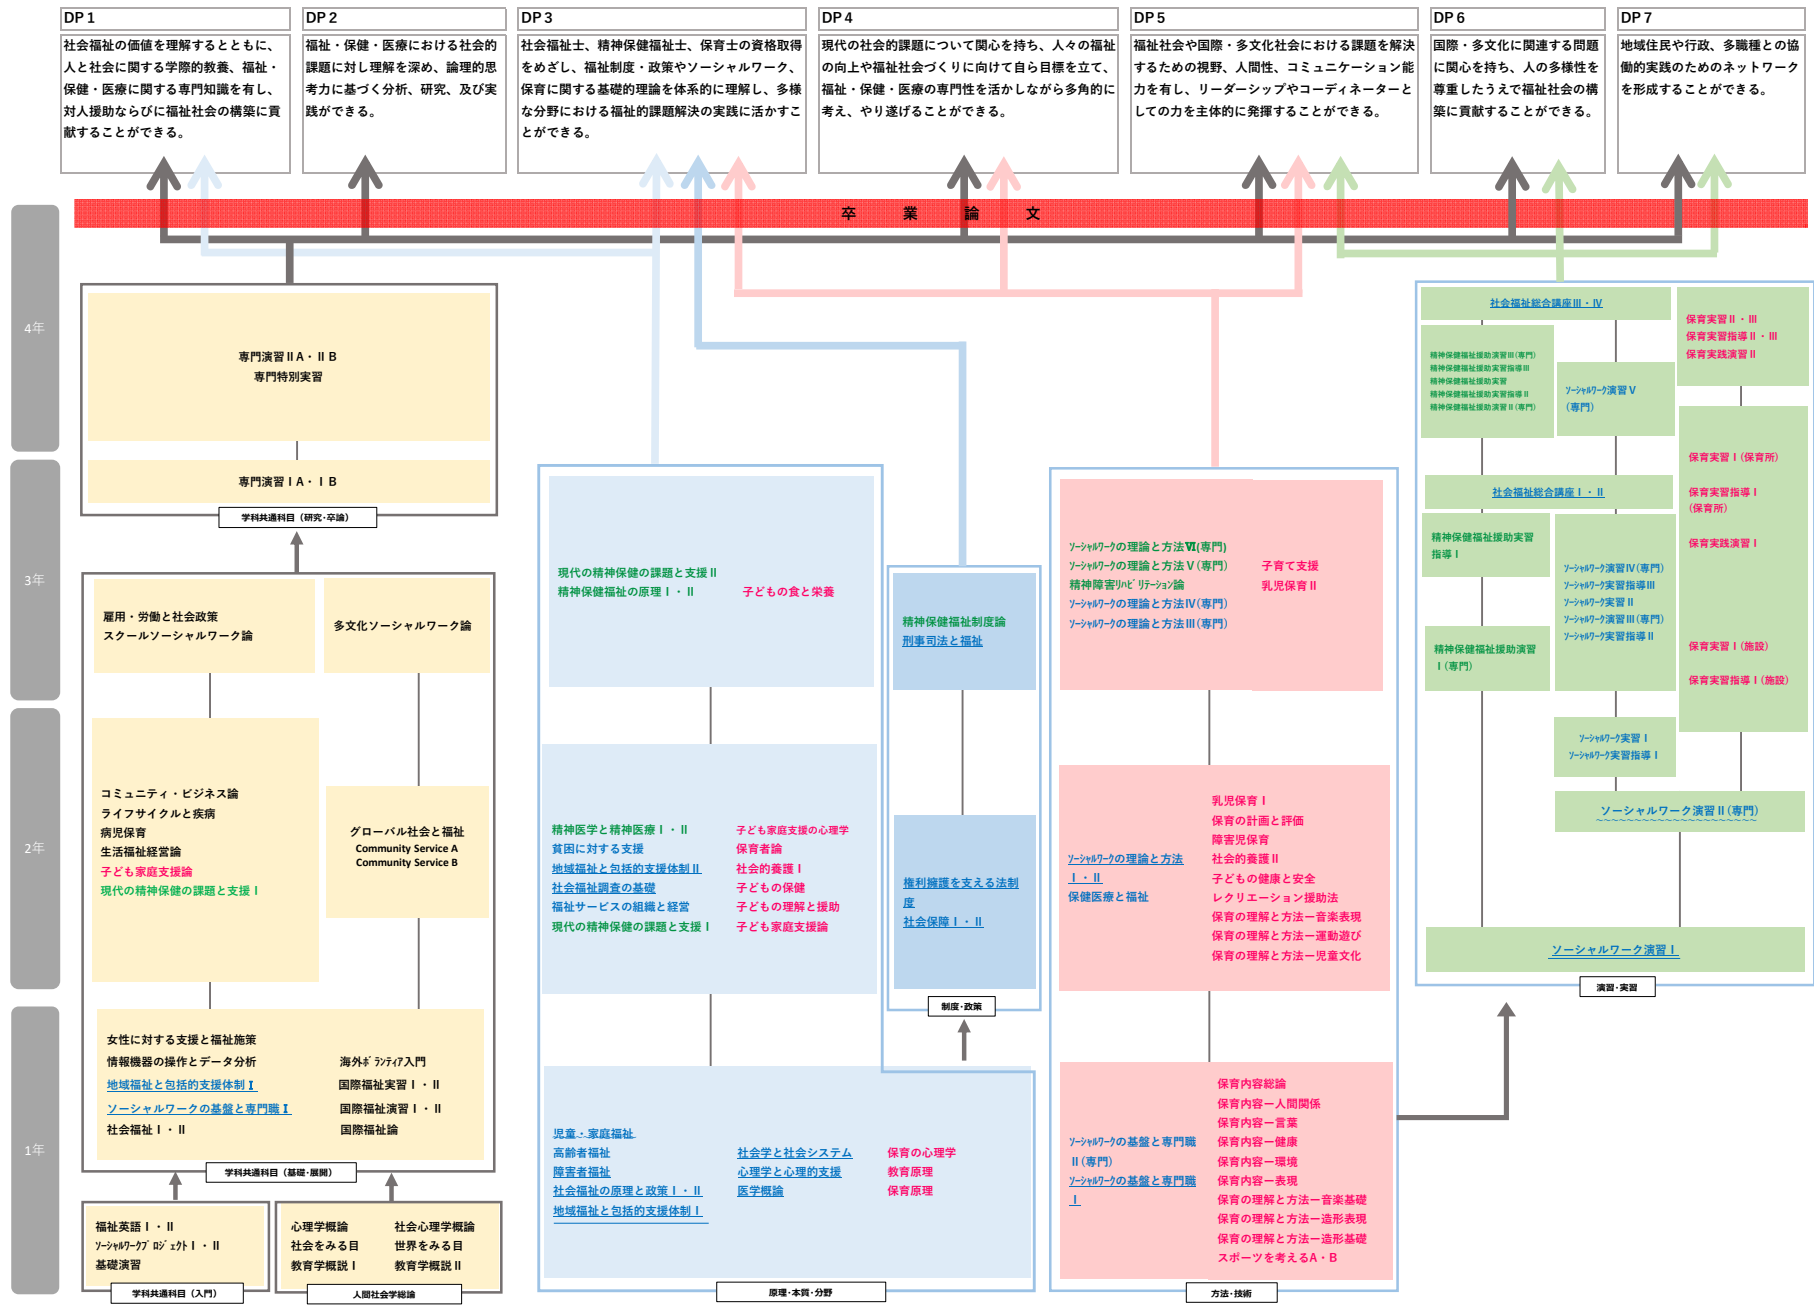 DP 1
社会福祉の価値を理解するとともに、
人と社会に関する学際的教養、福祉・
保健・医療に関する専門知識を有し、
対人援助ならびに福祉社会の構築に貢
献することができる。
DP 2
福祉・保健・医療における社会的
課題に対し理解を深め、論理的思
考力に基づく分析、研究、及び実
践ができる。
DP 3
社会福祉士、精神保健福祉士、保育士の資格取得
をめざし、福祉制度・政策やソーシャルワーク、
保育に関する基礎的理論を体系的に理解し、多様
な分野における福祉的課題解決の実践に活かすこ
とができる。
DP 4
現代の社会的課題について関心を持ち、人々の福祉
の向上や福祉社会づくりに向けて自ら目標を立て、
福祉・保健・医療の専門性を活かしながら多角的に
考え、やり遂げることができる。
DP 5
福祉社会や国際・多文化社会における課題を解決
するための視野、人間性、コミュニケーション能
力を有し、リーダーシップやコーディネーターと
しての力を主体的に発揮することができる。
DP 6
国際・多文化に関連する問題
に関心を持ち、人の多様性を
尊重したうえで福祉社会の構
築に貢献することができる。
DP 7
地域住民や行政、多職種との協
働的実践のためのネットワーク
を形成することができる。
卒 業 論 文
4年
3年
2年
1年
専門演習ⅡA・ⅡB
専門特別実習
専門演習ⅠA・ⅠB
学科共通科目（研究・卒論）
雇用・労働と社会政策
スクールソーシャルワーク論
多文化ソーシャルワーク論
コミュニティ・ビジネス論
ライフサイクルと疾病
病児保育
生活福祉経営論
子ども家庭支援論
現代の精神保健の課題と支援Ⅰ
グローバル社会と福祉
Community Service A
Community Service B
女性に対する支援と福祉施策
情報機器の操作とデータ分析
地域福祉と包括的支援体制Ⅰ
ソーシャルワークの基盤と専門職Ⅰ
社会福祉Ⅰ・Ⅱ
海外ﾎﾞﾗﾝﾃｨｱ入門
国際福祉実習Ⅰ・Ⅱ
国際福祉演習Ⅰ・Ⅱ
国際福祉論
学科共通科目（基礎・展開）
福祉英語Ⅰ・Ⅱ
ｿｰｼｬﾙﾜｰｸﾌﾟﾛｼﾞｪｸﾄⅠ・Ⅱ
基礎演習
学科共通科目（入門）
心理学概論
社会をみる目
教育学概説Ⅰ
社会心理学概論
世界をみる目
教育学概説Ⅱ
人間社会学総論
現代の精神保健の課題と支援Ⅱ
精神保健福祉の原理Ⅰ・Ⅱ
子どもの食と栄養
精神医学と精神医療Ⅰ・Ⅱ
貧困に対する支援
地域福祉と包括的支援体制Ⅱ
社会福祉調査の基礎
福祉サービスの組織と経営
現代の精神保健の課題と支援Ⅰ
子ども家庭支援の心理学
保育者論
社会的養護Ⅰ
子どもの保健
子どもの理解と援助
子ども家庭支援論
児童・家庭福祉
高齢者福祉
障害者福祉
社会福祉の原理と政策Ⅰ・Ⅱ
地域福祉と包括的支援体制Ⅰ
社会学と社会システム
心理学と心理的支援
医学概論
保育の心理学
教育原理
保育原理
原理・本質・分野
精神保健福祉制度論
刑事司法と福祉
権利擁護を支える法制
度
社会保障Ⅰ・Ⅱ
制度・政策
ｿｰｼｬﾙﾜｰｸの理論と方法Ⅵ(専門)
ｿｰｼｬﾙﾜｰｸの理論と方法Ⅴ(専門)
精神障害ﾘﾊﾋﾞﾘﾃｰｼｮﾝ論
ｿｰｼｬﾙﾜｰｸの理論と方法Ⅳ(専門)
ｿｰｼｬﾙﾜｰｸの理論と方法Ⅲ(専門)
子育て支援
乳児保育Ⅱ
ｿｰｼｬﾙﾜｰｸの理論と方法
Ⅰ・Ⅱ
保健医療と福祉
乳児保育Ⅰ
保育の計画と評価
障害児保育
社会的養護Ⅱ
子どもの健康と安全
レクリエーション援助法
保育の理解と方法ー音楽表現
保育の理解と方法ー運動遊び
保育の理解と方法ー児童文化
ｿｰｼｬﾙﾜｰｸの基盤と専門職
Ⅱ(専門)
ｿｰｼｬﾙﾜｰｸの基盤と専門職
Ⅰ
保育内容総論
保育内容ー人間関係
保育内容ー言葉
保育内容ー健康
保育内容ー環境
保育内容ー表現
保育の理解と方法ー音楽基礎
保育の理解と方法ー造形表現
保育の理解と方法ー造形基礎
スポーツを考えるA・B
方法・技術
社会福祉総合講座Ⅲ・Ⅳ
精神保健福祉援助演習Ⅲ(専門)
精神保健福祉援助実習指導Ⅲ
精神保健福祉援助実習
精神保健福祉援助実習指導Ⅱ
精神保健福祉援助演習Ⅱ(専門)
ｿｰｼｬﾙﾜｰｸ演習Ⅴ
(専門)
保育実習Ⅱ・Ⅲ
保育実習指導Ⅱ・Ⅲ
保育実践演習Ⅱ
社会福祉総合講座Ⅰ・Ⅱ
精神保健福祉援助実習
指導Ⅰ
精神保健福祉援助演習
Ⅰ(専門)
ｿｰｼｬﾙﾜｰｸ演習Ⅳ(専門)
ｿｰｼｬﾙﾜｰｸ実習指導Ⅲ
ｿｰｼｬﾙﾜｰｸ実習Ⅱ
ｿｰｼｬﾙﾜｰｸ演習Ⅲ(専門)
ｿｰｼｬﾙﾜｰｸ実習指導Ⅱ
保育実習Ⅰ(保育所)
保育実習指導Ⅰ
(保育所)
保育実践演習Ⅰ
保育実習Ⅰ(施設)
保育実習指導Ⅰ(施設)
ｿｰｼｬﾙﾜｰｸ実習Ⅰ
ｿｰｼｬﾙﾜｰｸ実習指導Ⅰ
ソーシャルワーク演習Ⅱ(専門)
ソーシャルワーク演習Ⅰ
演習・実習